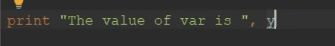 print "The value of var is ", y